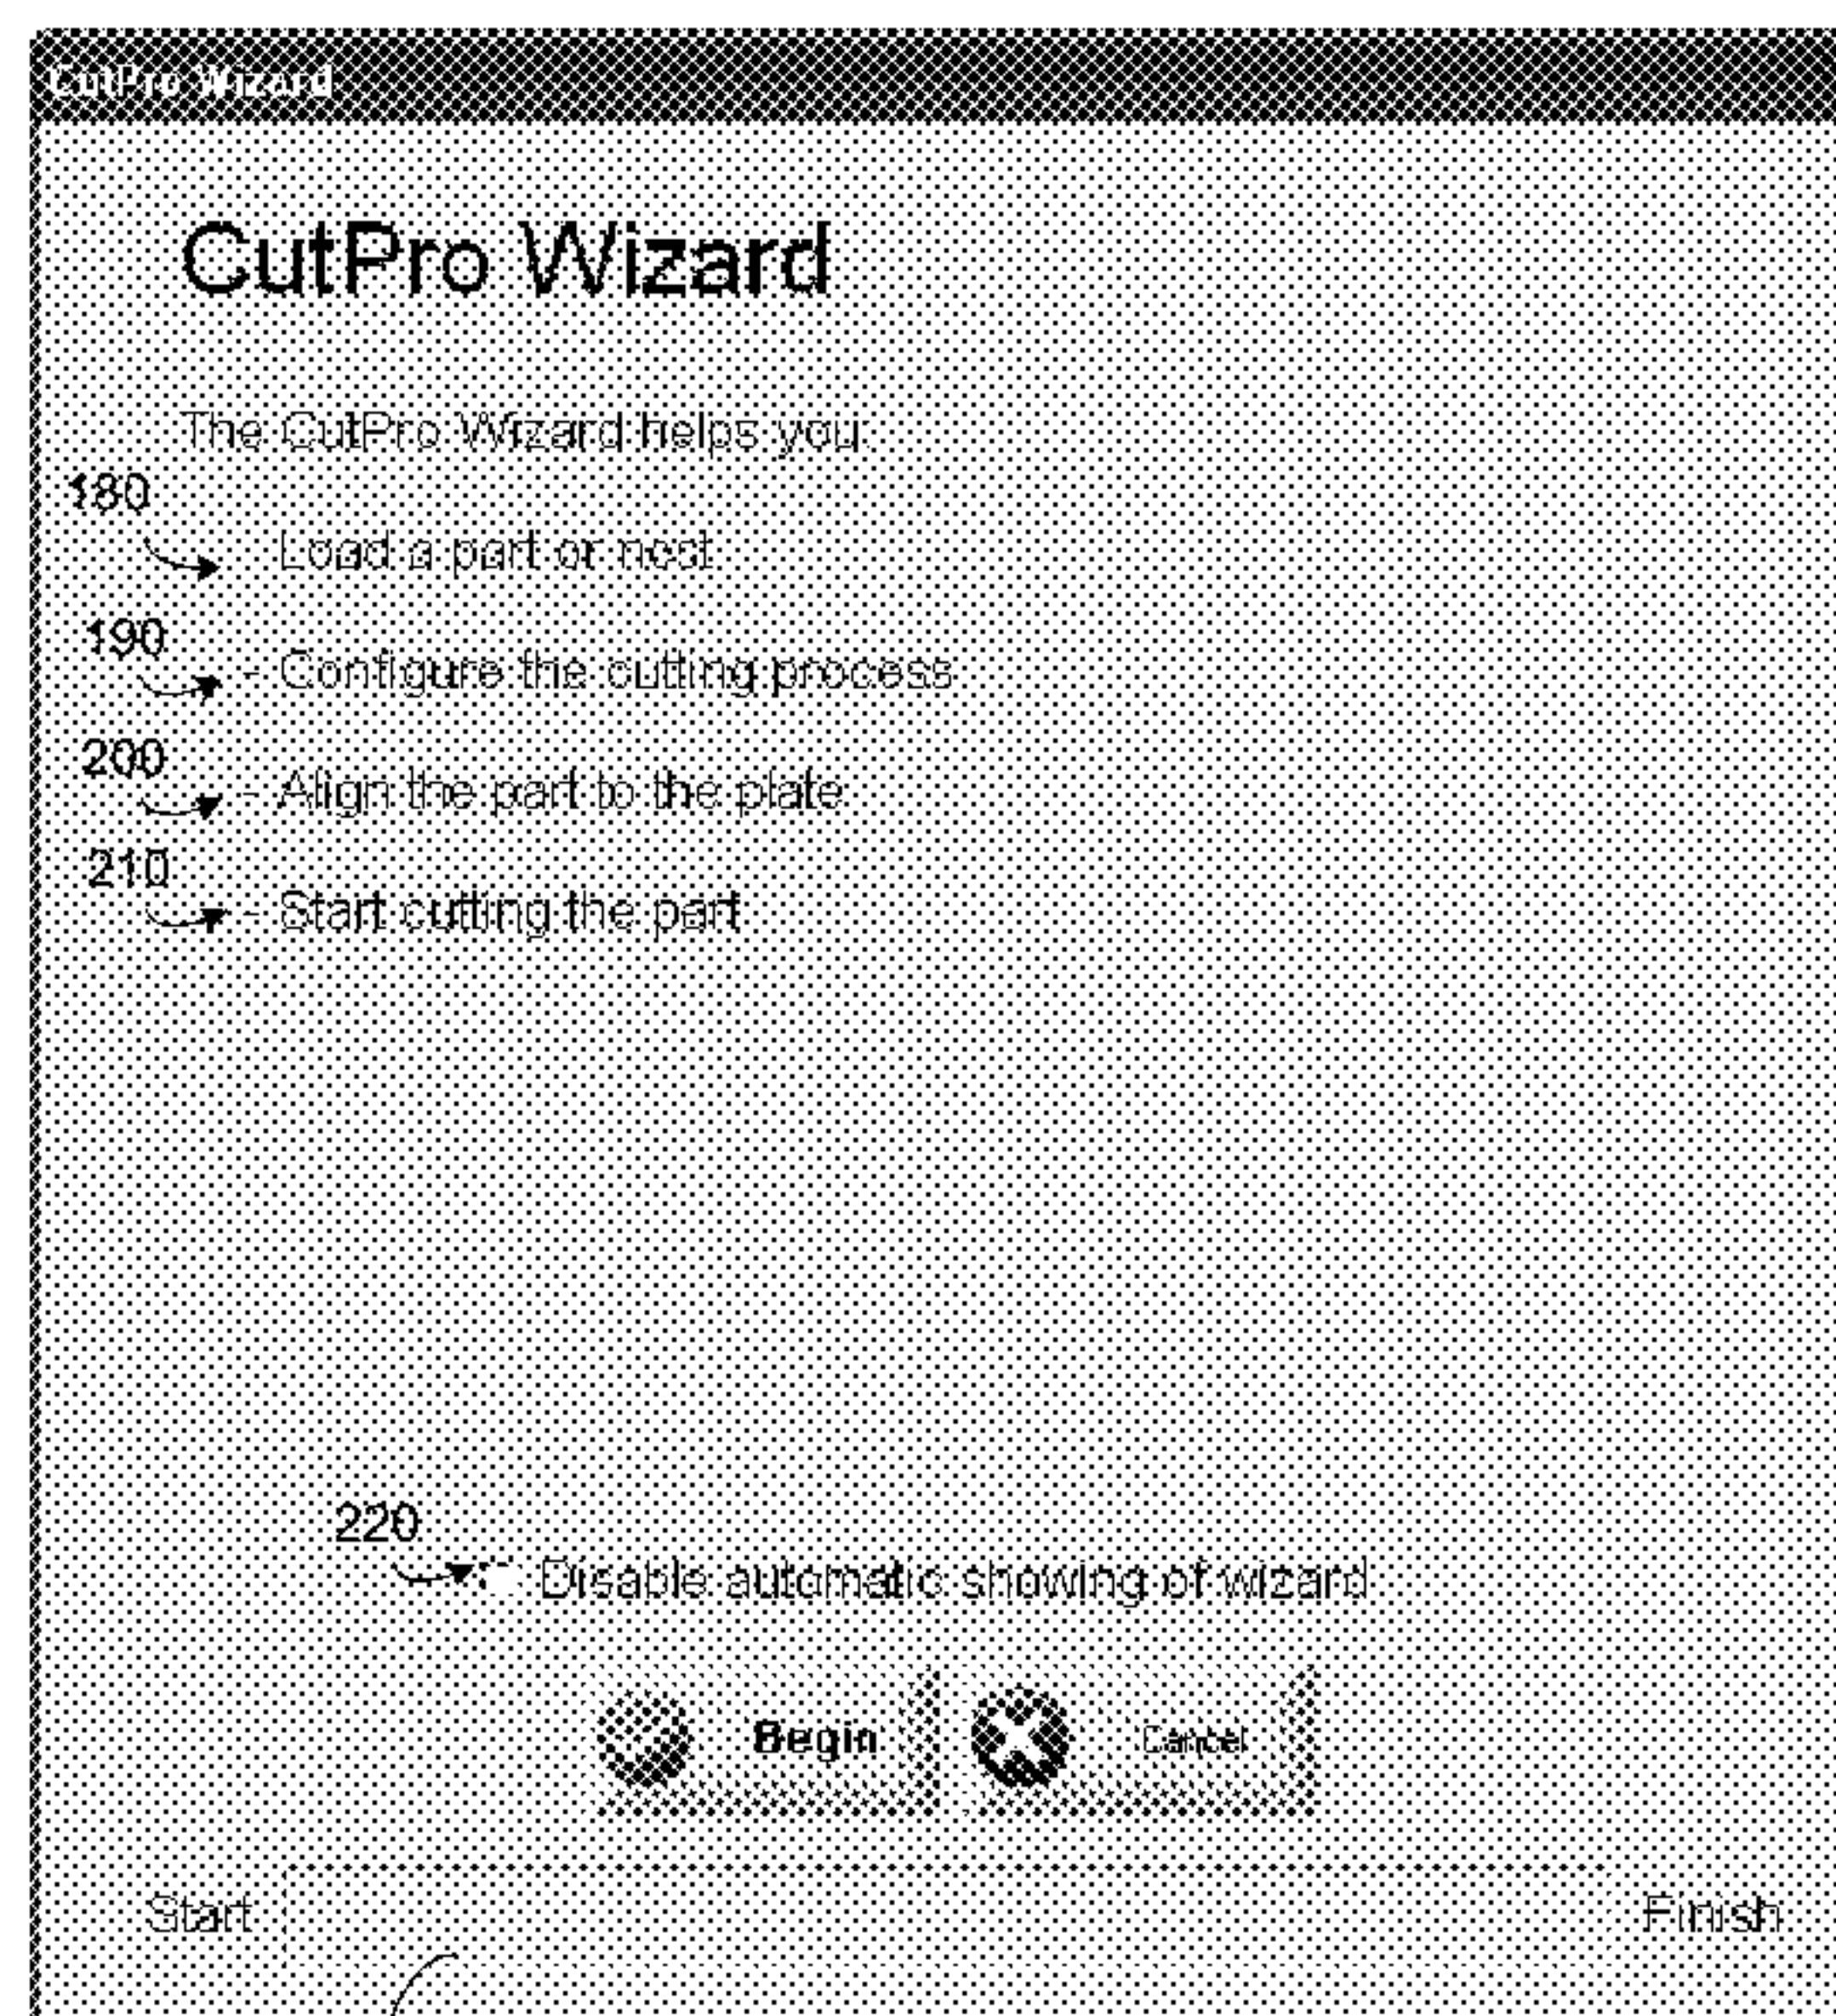 CutPro Wizard
CutPro Wizard
The CutPro Wizard helps you:
180
Load a part or nest
190
- Configure the cutting process
200
- Align the part to the plate
210
- Start cutting the part
220
Disable automatic showing of wizard
Begin Cancel
Start Finish